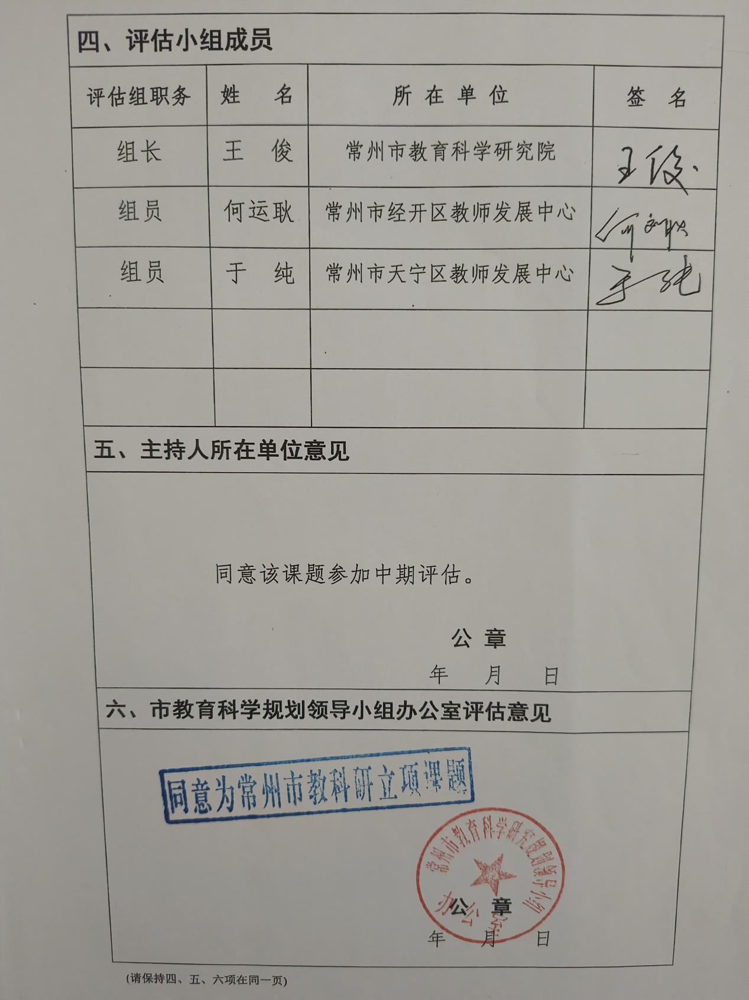 四、评估小组成员
评估组职务 姓 名 所在单位 签 名
组长 王 俊 常州市教育科学研究院 王俊
组员 何运耿 常州市经开区教师发展中心 何运耿
组员 于 纯 常州市天宁区教师发展中心 于纯
五、主持人所在单位意见
同意该课题参加中期评估。
公 章
年 月 日
六、市教育科学规划领导小组办公室评估意见
同意为常州市教科研立项课题
常州市教育科学研究规划领导小组
办公室
公 章
年 月 日
(请保持四、五、六项在同一页)